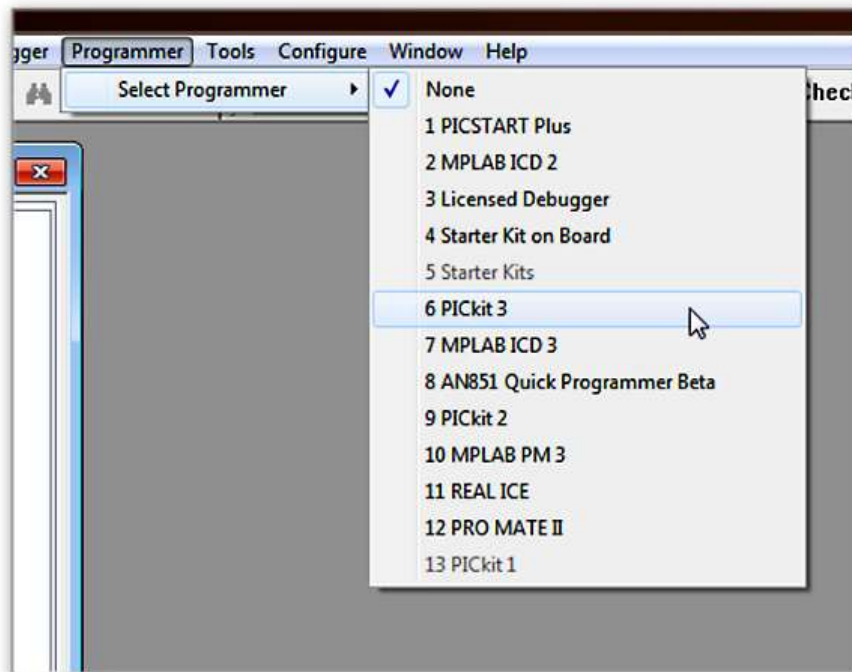 gger Programmer Tools Configure Window Help
Select Programmer
None
Chec
1 PICSTART Plus
2 MPLAB ICD 2
3 Licensed Debugger
4 Starter Kit on Board
5 Starter Kits
6 PICkit 3
7 MPLAB ICD 3
8 AN851 Quick Programmer Beta
9 PICkit 2
10 MPLAB PM 3
11 REAL ICE
12 PRO MATE II
13 PICkit 1